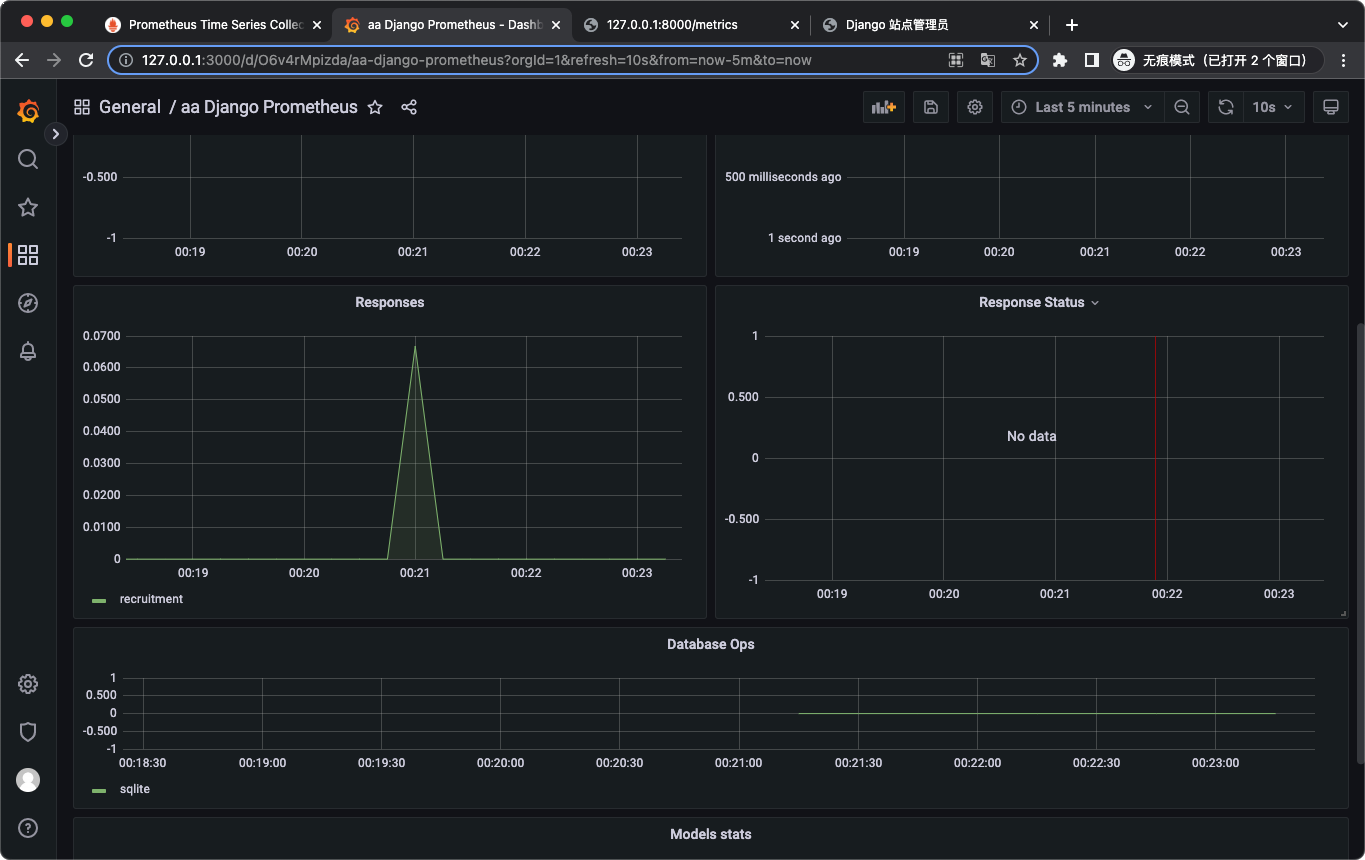 Prometheus Time Series Collec
aa Django Prometheus - Dashb
127.0.0.1:8000/metrics
Django 站点管理员
127.0.0.1:3000/d/O6v4rMpizda/aa-django-prometheus?orgId=1&refresh=10s&from=now-5m&to=now
无痕模式（已打开 2 个窗口）
General / aa Django Prometheus
Last 5 minutes
10s
-0.500
-1
00:19 00:20 00:21 00:22 00:23
500 milliseconds ago
1 second ago
00:19 00:20 00:21 00:22 00:23
Responses
0.0700
0.0600
0.0500
0.0400
0.0300
0.0200
0.0100
0
00:19 00:20 00:21 00:22 00:23
recruitment
Response Status
1
0.500
No data
0
-0.500
-1
00:19 00:20 00:21 00:22 00:23
Database Ops
1
0.500
0
-0.500
-1
00:18:30 00:19:00 00:19:30 00:20:00 00:20:30 00:21:00 00:21:30 00:22:00 00:22:30 00:23:00
sqlite
Models stats